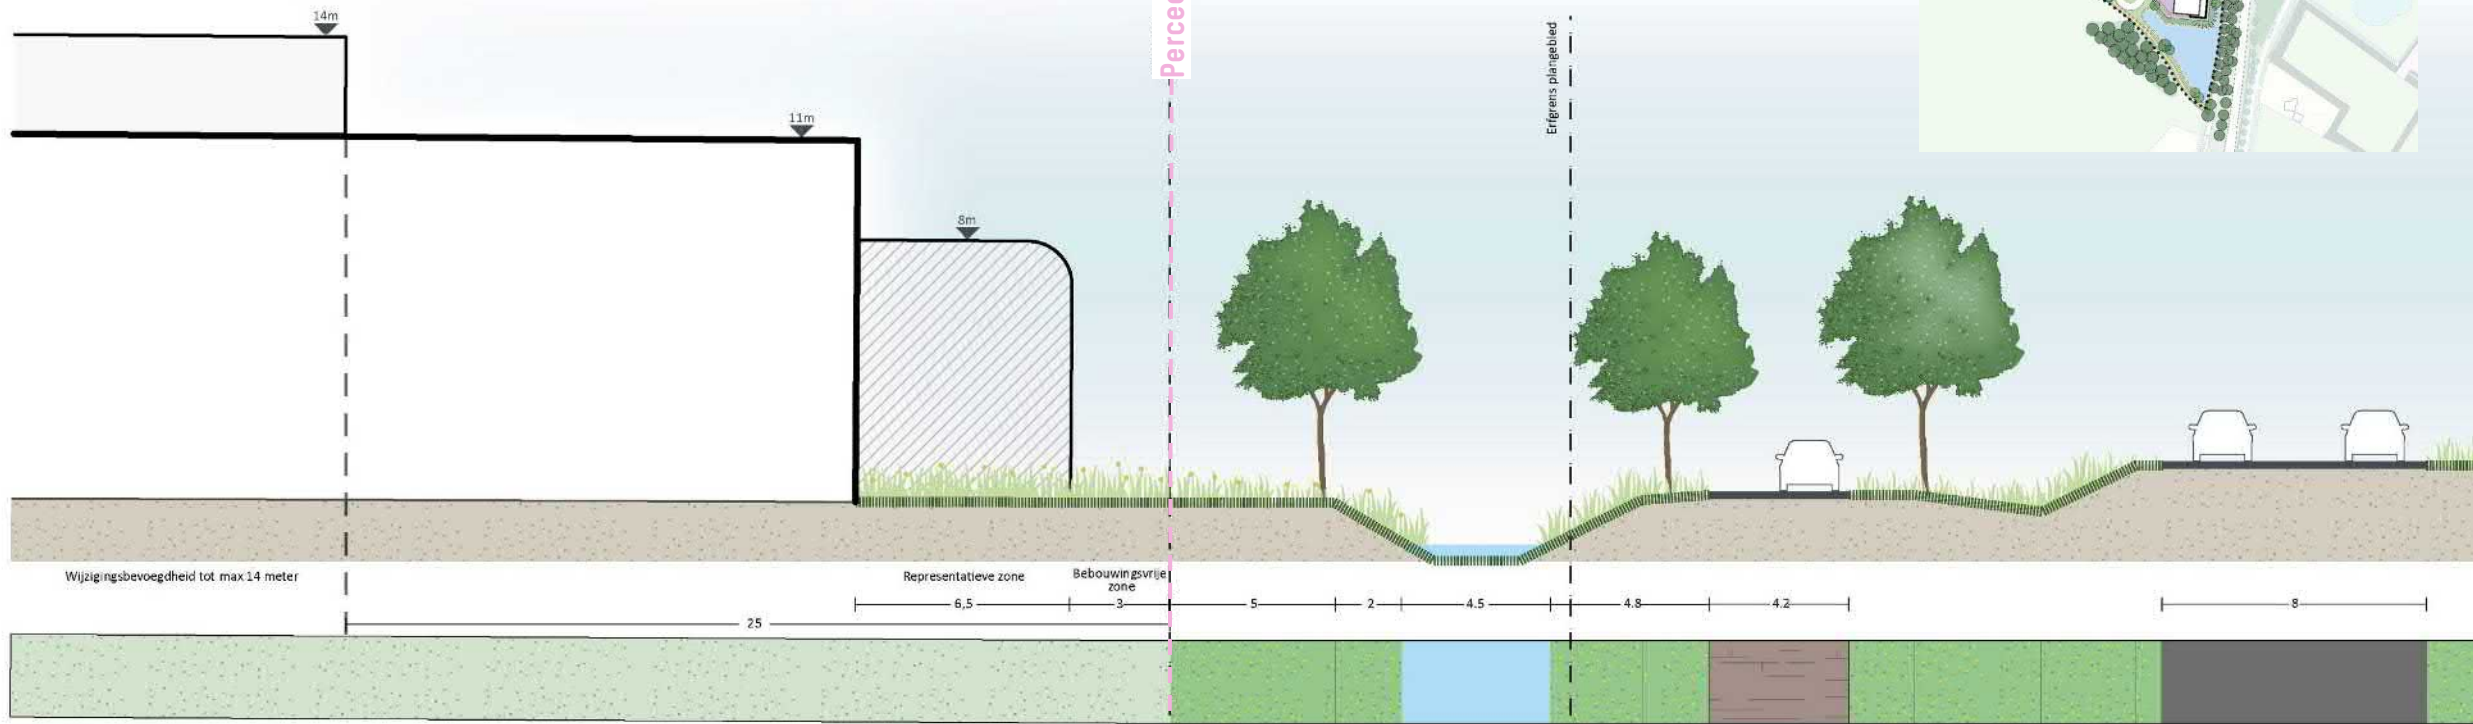 14m
11m
8m
Erfgrens plangebied
Wijzigingsbevoegdheid tot max 14 meter
Representatieve zone
Bebouwingsvrije
zone
6,5
3
5
2
4.5
4.8
4.2
8
25